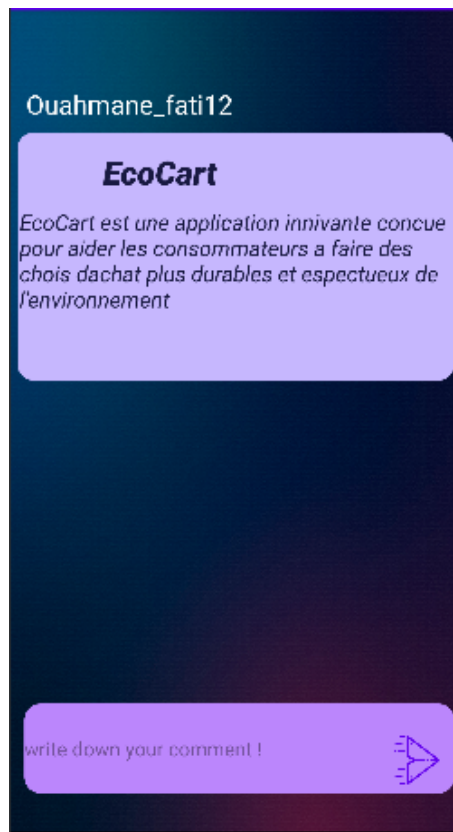 Ouahmane_fati12
EcoCart
EcoCart est une application innivante concue
pour aider les consommateurs a faire des
chois dachat plus durables et espectueux de
l'environnement
write down your comment !